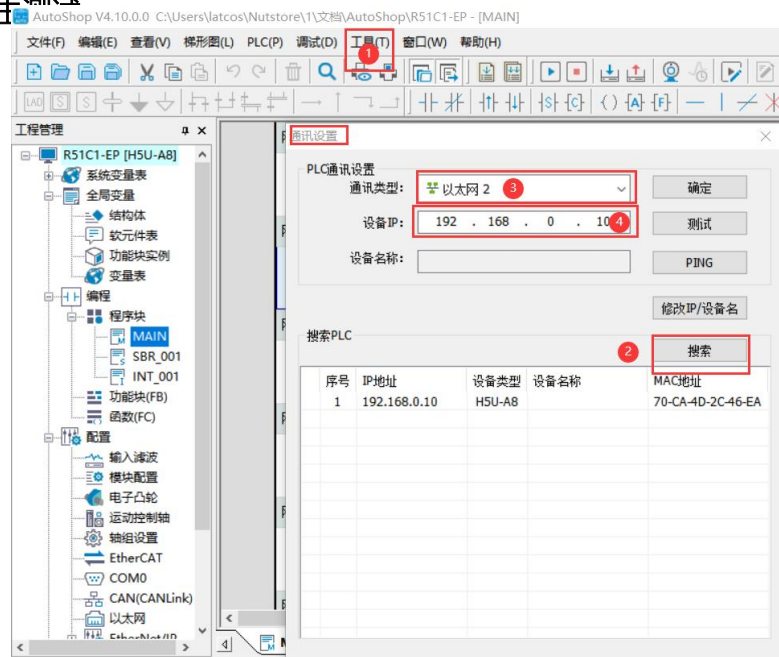 AutoShop V4.10.0.0 C:\Users\latcos\Nutstore\1\文档\AutoShop\R51C1-EP - [MAIN]
文件(F) 编辑(E) 查看(V) 梯形图(L) PLC(P) 调试(D) 工具(T) 窗口(W) 帮助(H)
1
LAD S S
S C A F
工程管理
R51C1-EP [H5U-A8]
系统变量表
全局变量
结构体
软元件表
功能块实例
变量表
编程
程序块
MAIN
SBR_001
INT_001
功能块(FB)
函数(FC)
配置
输入滤波
模块配置
电子凸轮
运动控制轴
轴组设置
EtherCAT
COM0
CAN(CANLink)
以太网
EtherNet/IP
通讯设置
PLC通讯设置
通讯类型: 以太网 2 3 确定
设备IP: 192 . 168 . 0 . 10 4 测试
设备名称: PING
修改IP/设备名
搜索PLC
2 搜索
序号 IP地址 设备类型 设备名称 MAC地址
1 192.168.0.10 H5U-A8 70-CA-4D-2C-46-EA